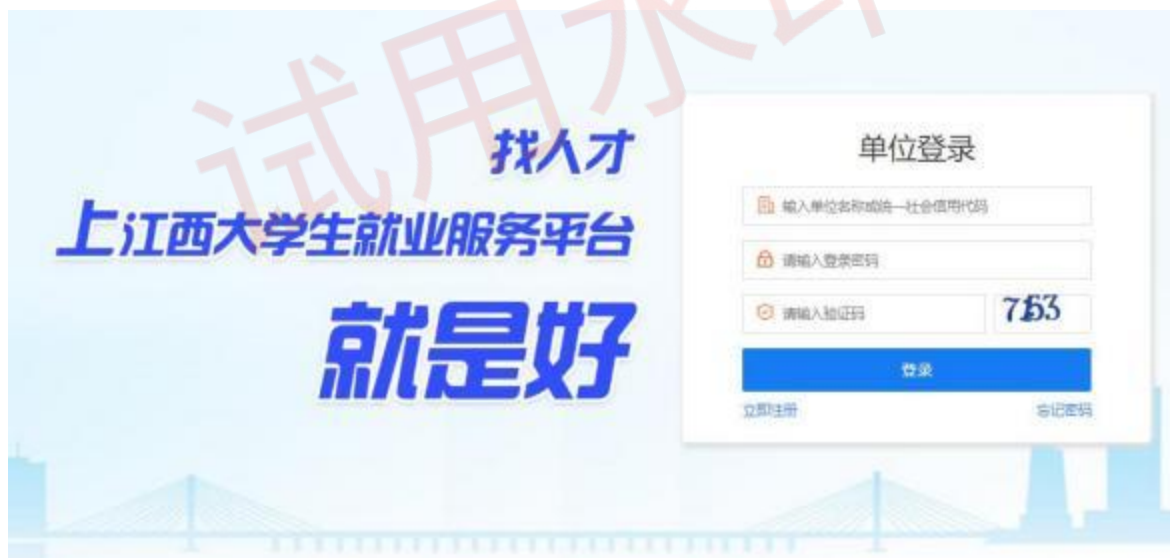 试用水印
找人才
上江西大学生就业服务平台
就是好
单位登录
输入单位名称或统一社会信用代码
请输入登录密码
请输入验证码
登录
立即注册
忘记密码